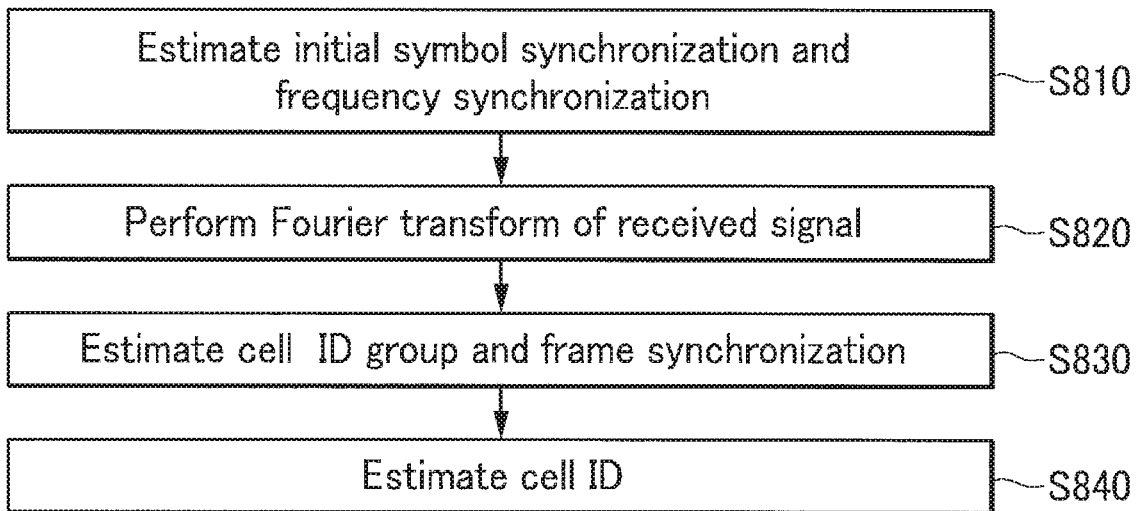 Estimate initial symbol synchronization and
frequency synchronization
S810
Perform Fourier transform of received signal
S820
Estimate cell ID group and frame synchronization
S830
Estimate cell ID
S840